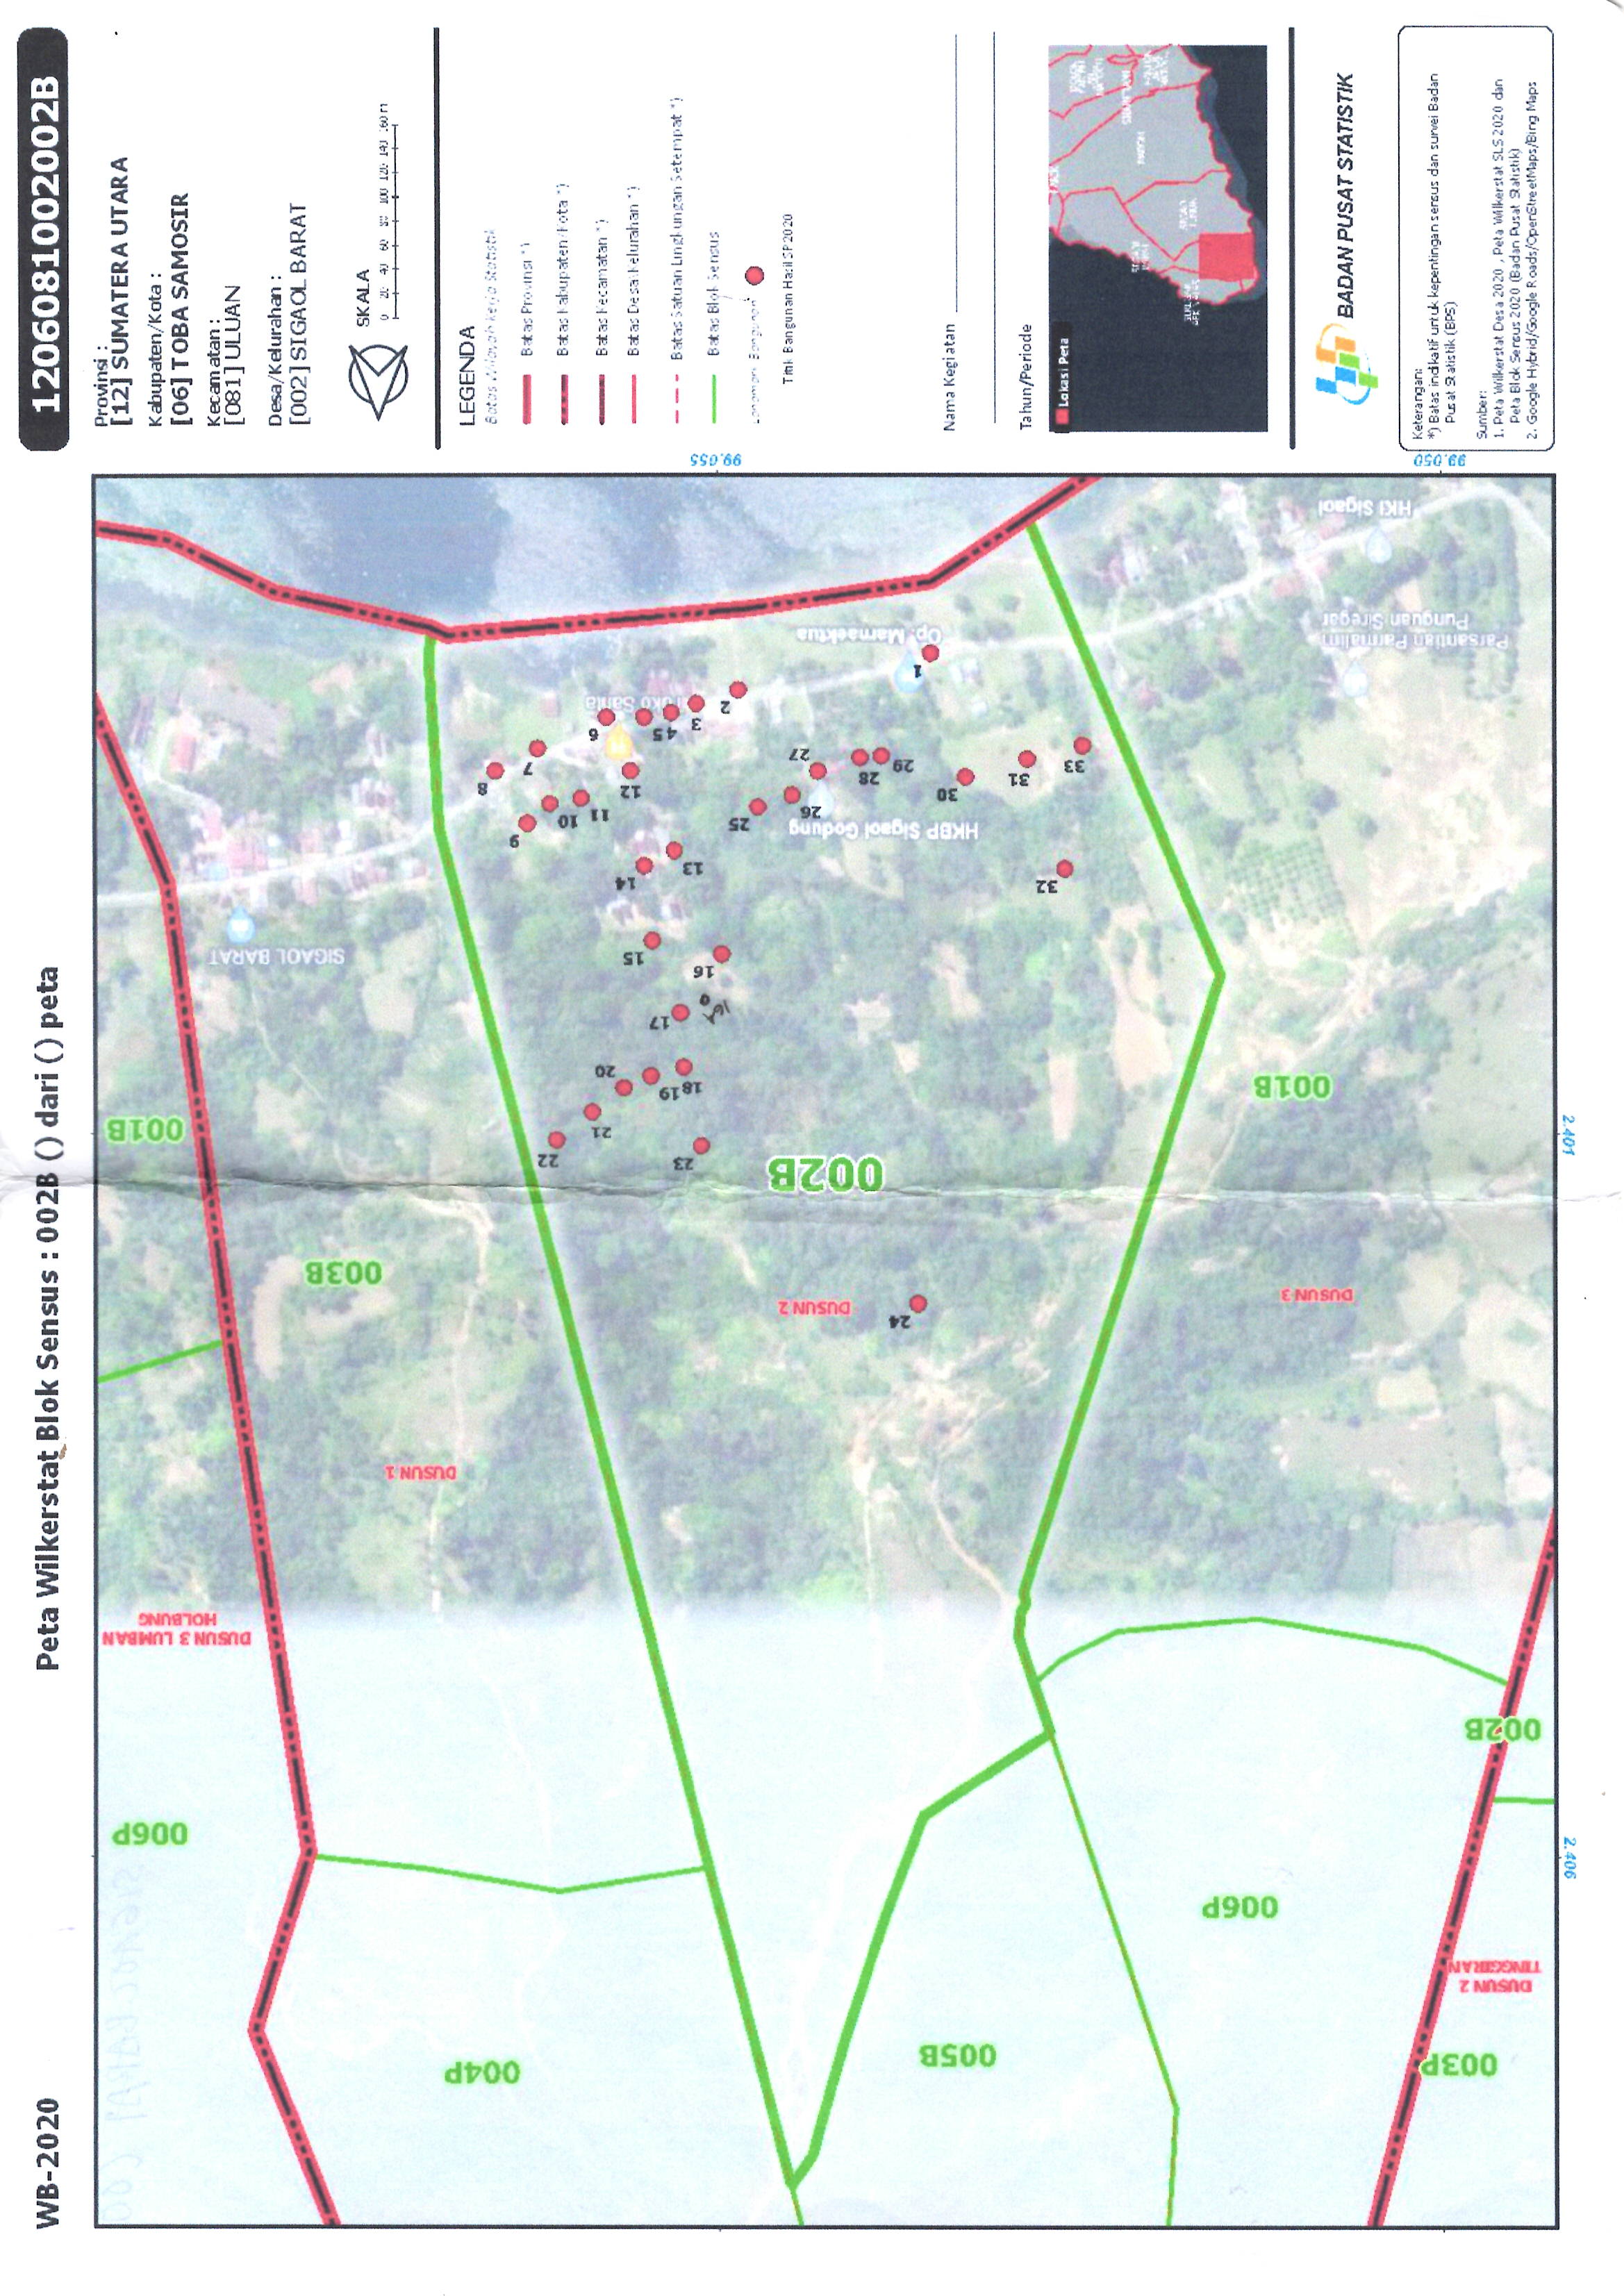 WB-2020
Peta Wilkerstat Blok Sensus : 002B () dari () peta
1206081002002B
Provinsi :
[12] SUMATERA UTARA
Kabupaten/Kota :
[06] TOBA SAMOSIR
Kecamatan :
[081] ULUAN
Desa/Kelurahan :
[002] SIGAOL BARAT
SKALA
0 20 40 60 80 100 120 140 160 m
LEGENDA
Batas Wilayah Kerja Statistik
Batas Provinsi *)
Batas Kabupaten/Kota *)
Batas Kecamatan *)
Batas Desa/Kelurahan *)
Batas Satuan Lingkungan Setempat *)
Batas Blok Sensus
Landmark Bangunan
Titik Bangunan Hasil SP2020
Nama Kegiatan
Tahun/Periode
Lokasi Peta
BADAN PUSAT STATISTIK
Keterangan:
*) Batas indikatif untuk kepentingan sensus dan survei Badan
Pusat Statistik (BPS)
Sumber:
1. Peta Wilkerstat Desa 2020 , Peta Wilkerstat SLS 2020 dan
Peta Blok Sensus 2020 (Badan Pusat Statistik)
2. Google Hybrid/Google Roads/OpenStreetMaps/Bing Maps
006P
DUSUN 3 LUMBAN
HOLBUNG
001B
004P
DUSUN 1
003B
SIGAOL BARAT
8
9
7
10
11
6
12
22
21
20
19
18
17
23
15
14
13
16
5
4
3
2
25
26
27
28
29
1
30
31
32
33
24
DUSUN 2
002B
HKBP Sigaol Godung
Op. Mamaektua
005B
006P
DUSUN 3
001B
Parsantian Parmalim
Punguan Siregar
HKI Sigaol
003P
DUSUN 2
TINGGIRAN
002B
99.055
99.050
2.406
2.401